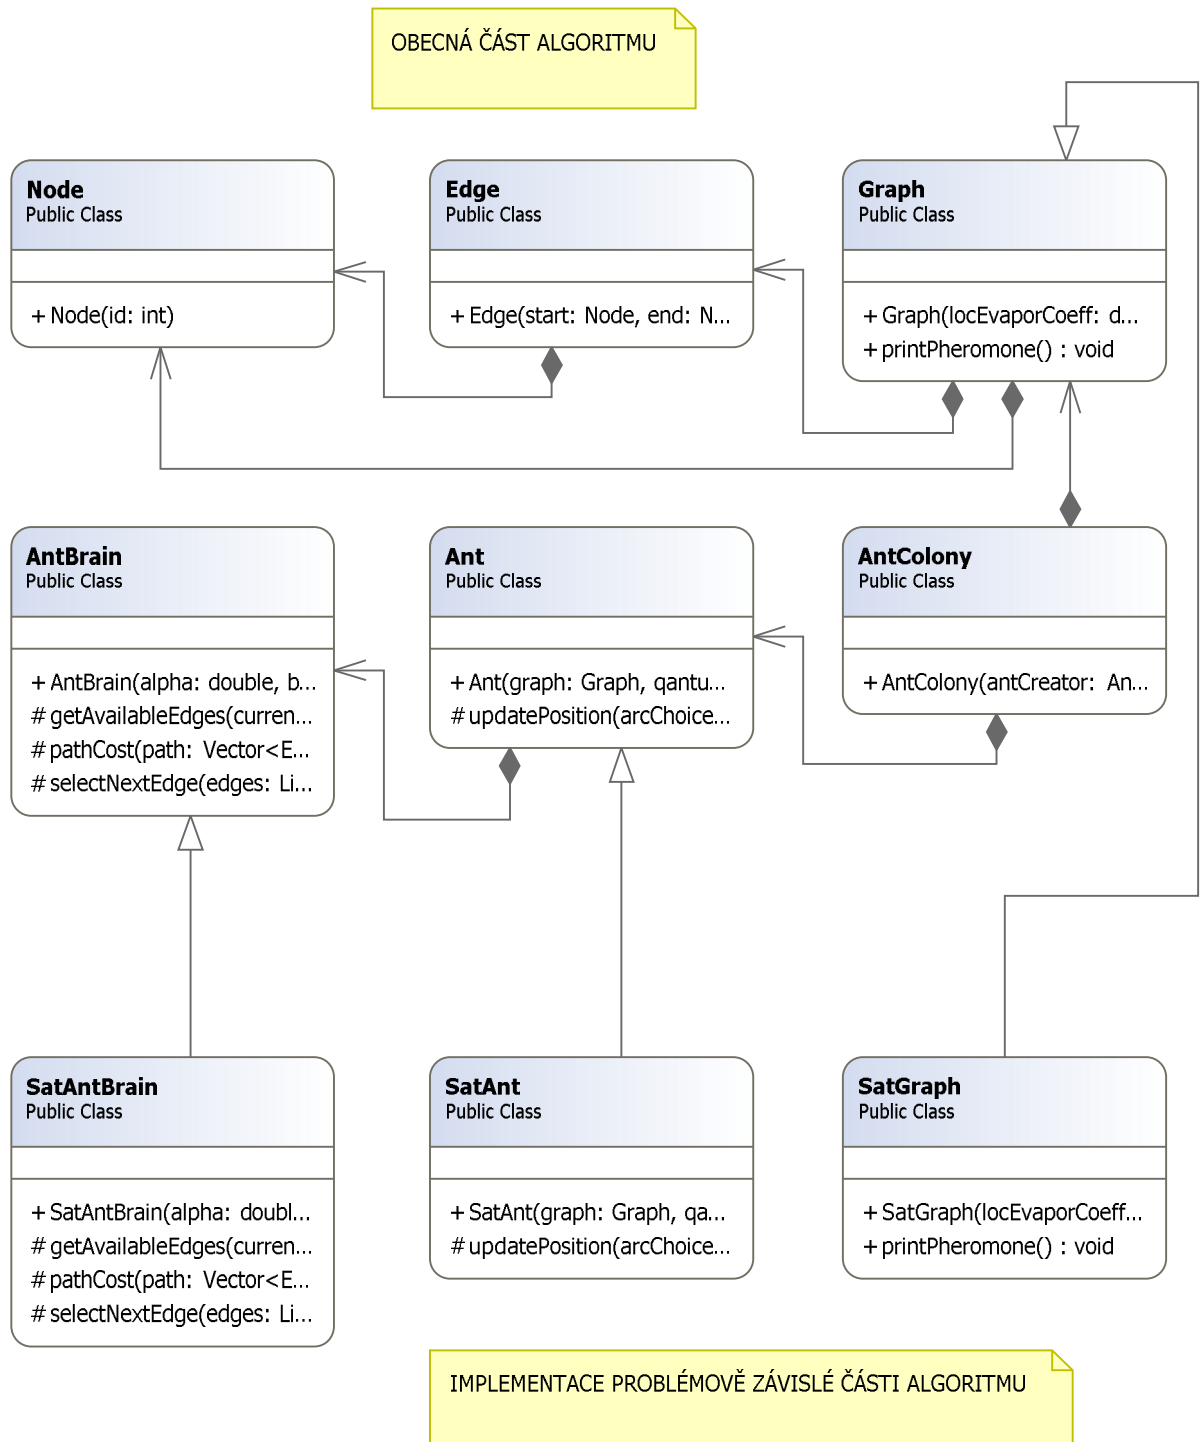 OBECNÁ ČÁST ALGORITMU
Node
Public Class
+ Node(id: int)
Edge
Public Class
+ Edge(start: Node, end: N...
Graph
Public Class
+ Graph(locEvaporCoeff: d...
+ printPheromone() : void
AntBrain
Public Class
+ AntBrain(alpha: double, b...
# getAvailableEdges(curren...
# pathCost(path: Vector<E...
# selectNextEdge(edges: Li...
Ant
Public Class
+ Ant(graph: Graph, qantu...
# updatePosition(arcChoice...
AntColony
Public Class
+ AntColony(antCreator: An...
SatAntBrain
Public Class
+ SatAntBrain(alpha: doubl...
# getAvailableEdges(curren...
# pathCost(path: Vector<E...
# selectNextEdge(edges: Li...
SatAnt
Public Class
+ SatAnt(graph: Graph, qa...
# updatePosition(arcChoice...
SatGraph
Public Class
+ SatGraph(locEvaporCoeff...
+ printPheromone() : void
IMPLEMENTACE PROBLÉMOVĚ ZÁVISLÉ ČÁSTI ALGORITMU